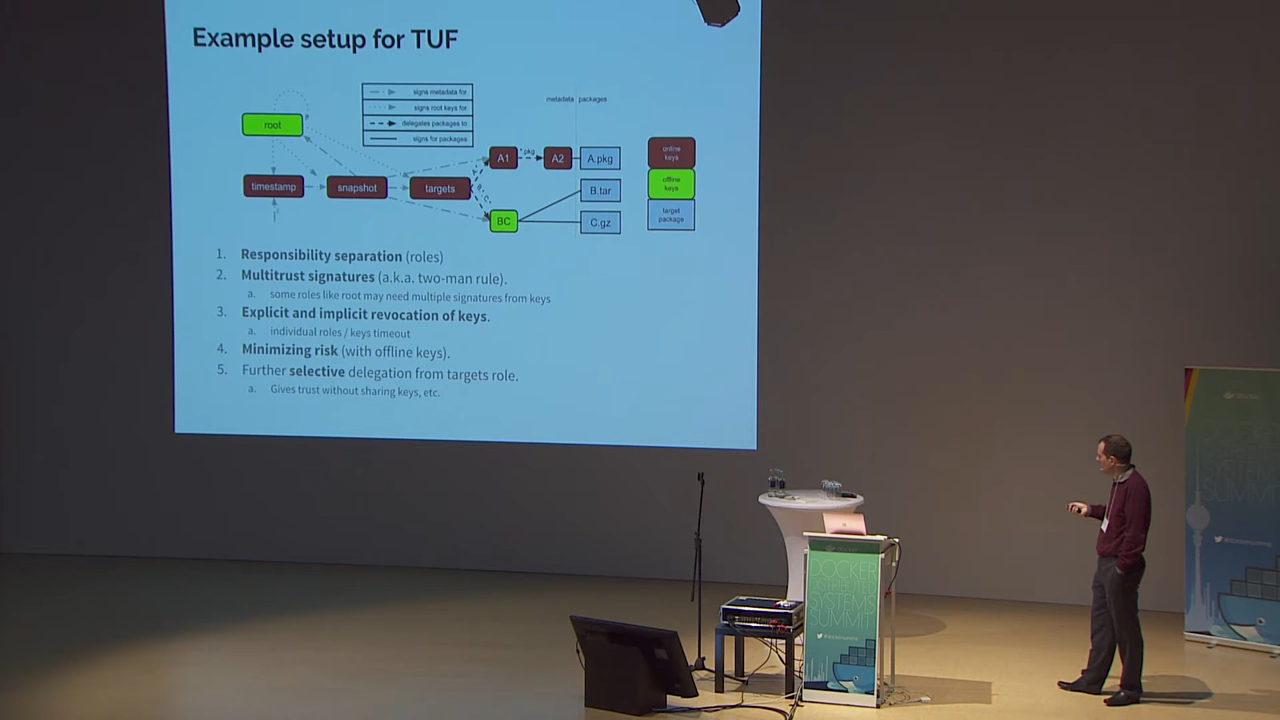 Example setup for TUF
signs metadata for
signs root keys for
delegates packages to
signs for packages
metadata packages
root
timestamp
snapshot
targets
A1
*.pkg
A2
A.pkg
BC
B.tar
C.gz
online
keys
offline
keys
target
package
1. Responsibility separation (roles)
2. Multitrust signatures (a.k.a. two-man rule).
a. some roles like root may need multiple signatures from keys
3. Explicit and implicit revocation of keys.
a. individual roles / keys timeout
4. Minimizing risk (with offline keys).
5. Further selective delegation from targets role.
a. Gives trust without sharing keys, etc.
DOCKER
DISTRIBUTED
SYSTEMS
SUMMIT
SUMMIT